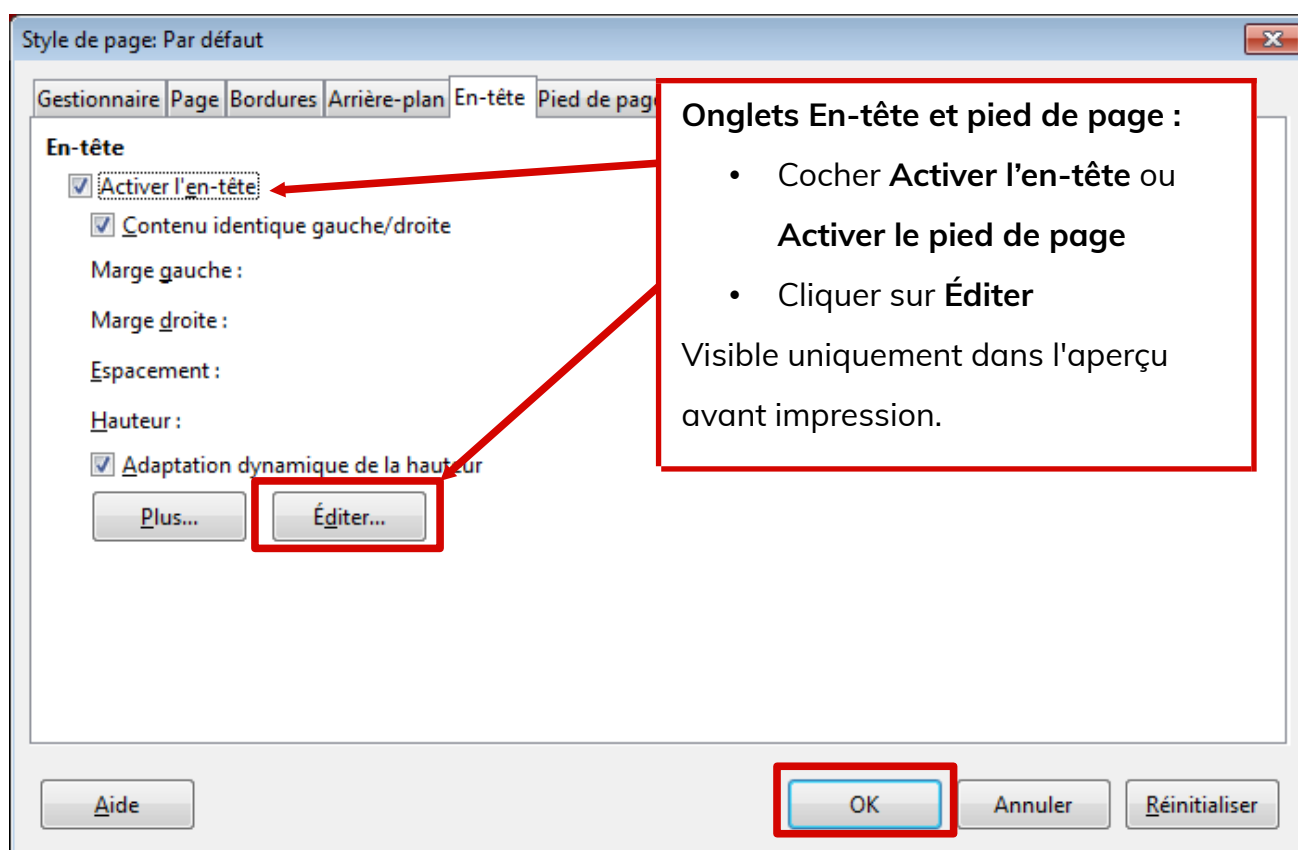 Style de page: Par défaut
Gestionnaire Page Bordures Arrière-plan En-tête Pied de page
Onglets En-tête et pied de page :
• Cocher Activer l’en-tête ou
Activer le pied de page
• Cliquer sur Éditer
Visible uniquement dans l'aperçu
avant impression.
En-tête
Activer l'en-tête
Contenu identique gauche/droite
Marge gauche :
Marge droite :
Espacement :
Hauteur :
Adaptation dynamique de la hauteur
Plus... Éditer...
Aide OK Annuler Réinitialiser